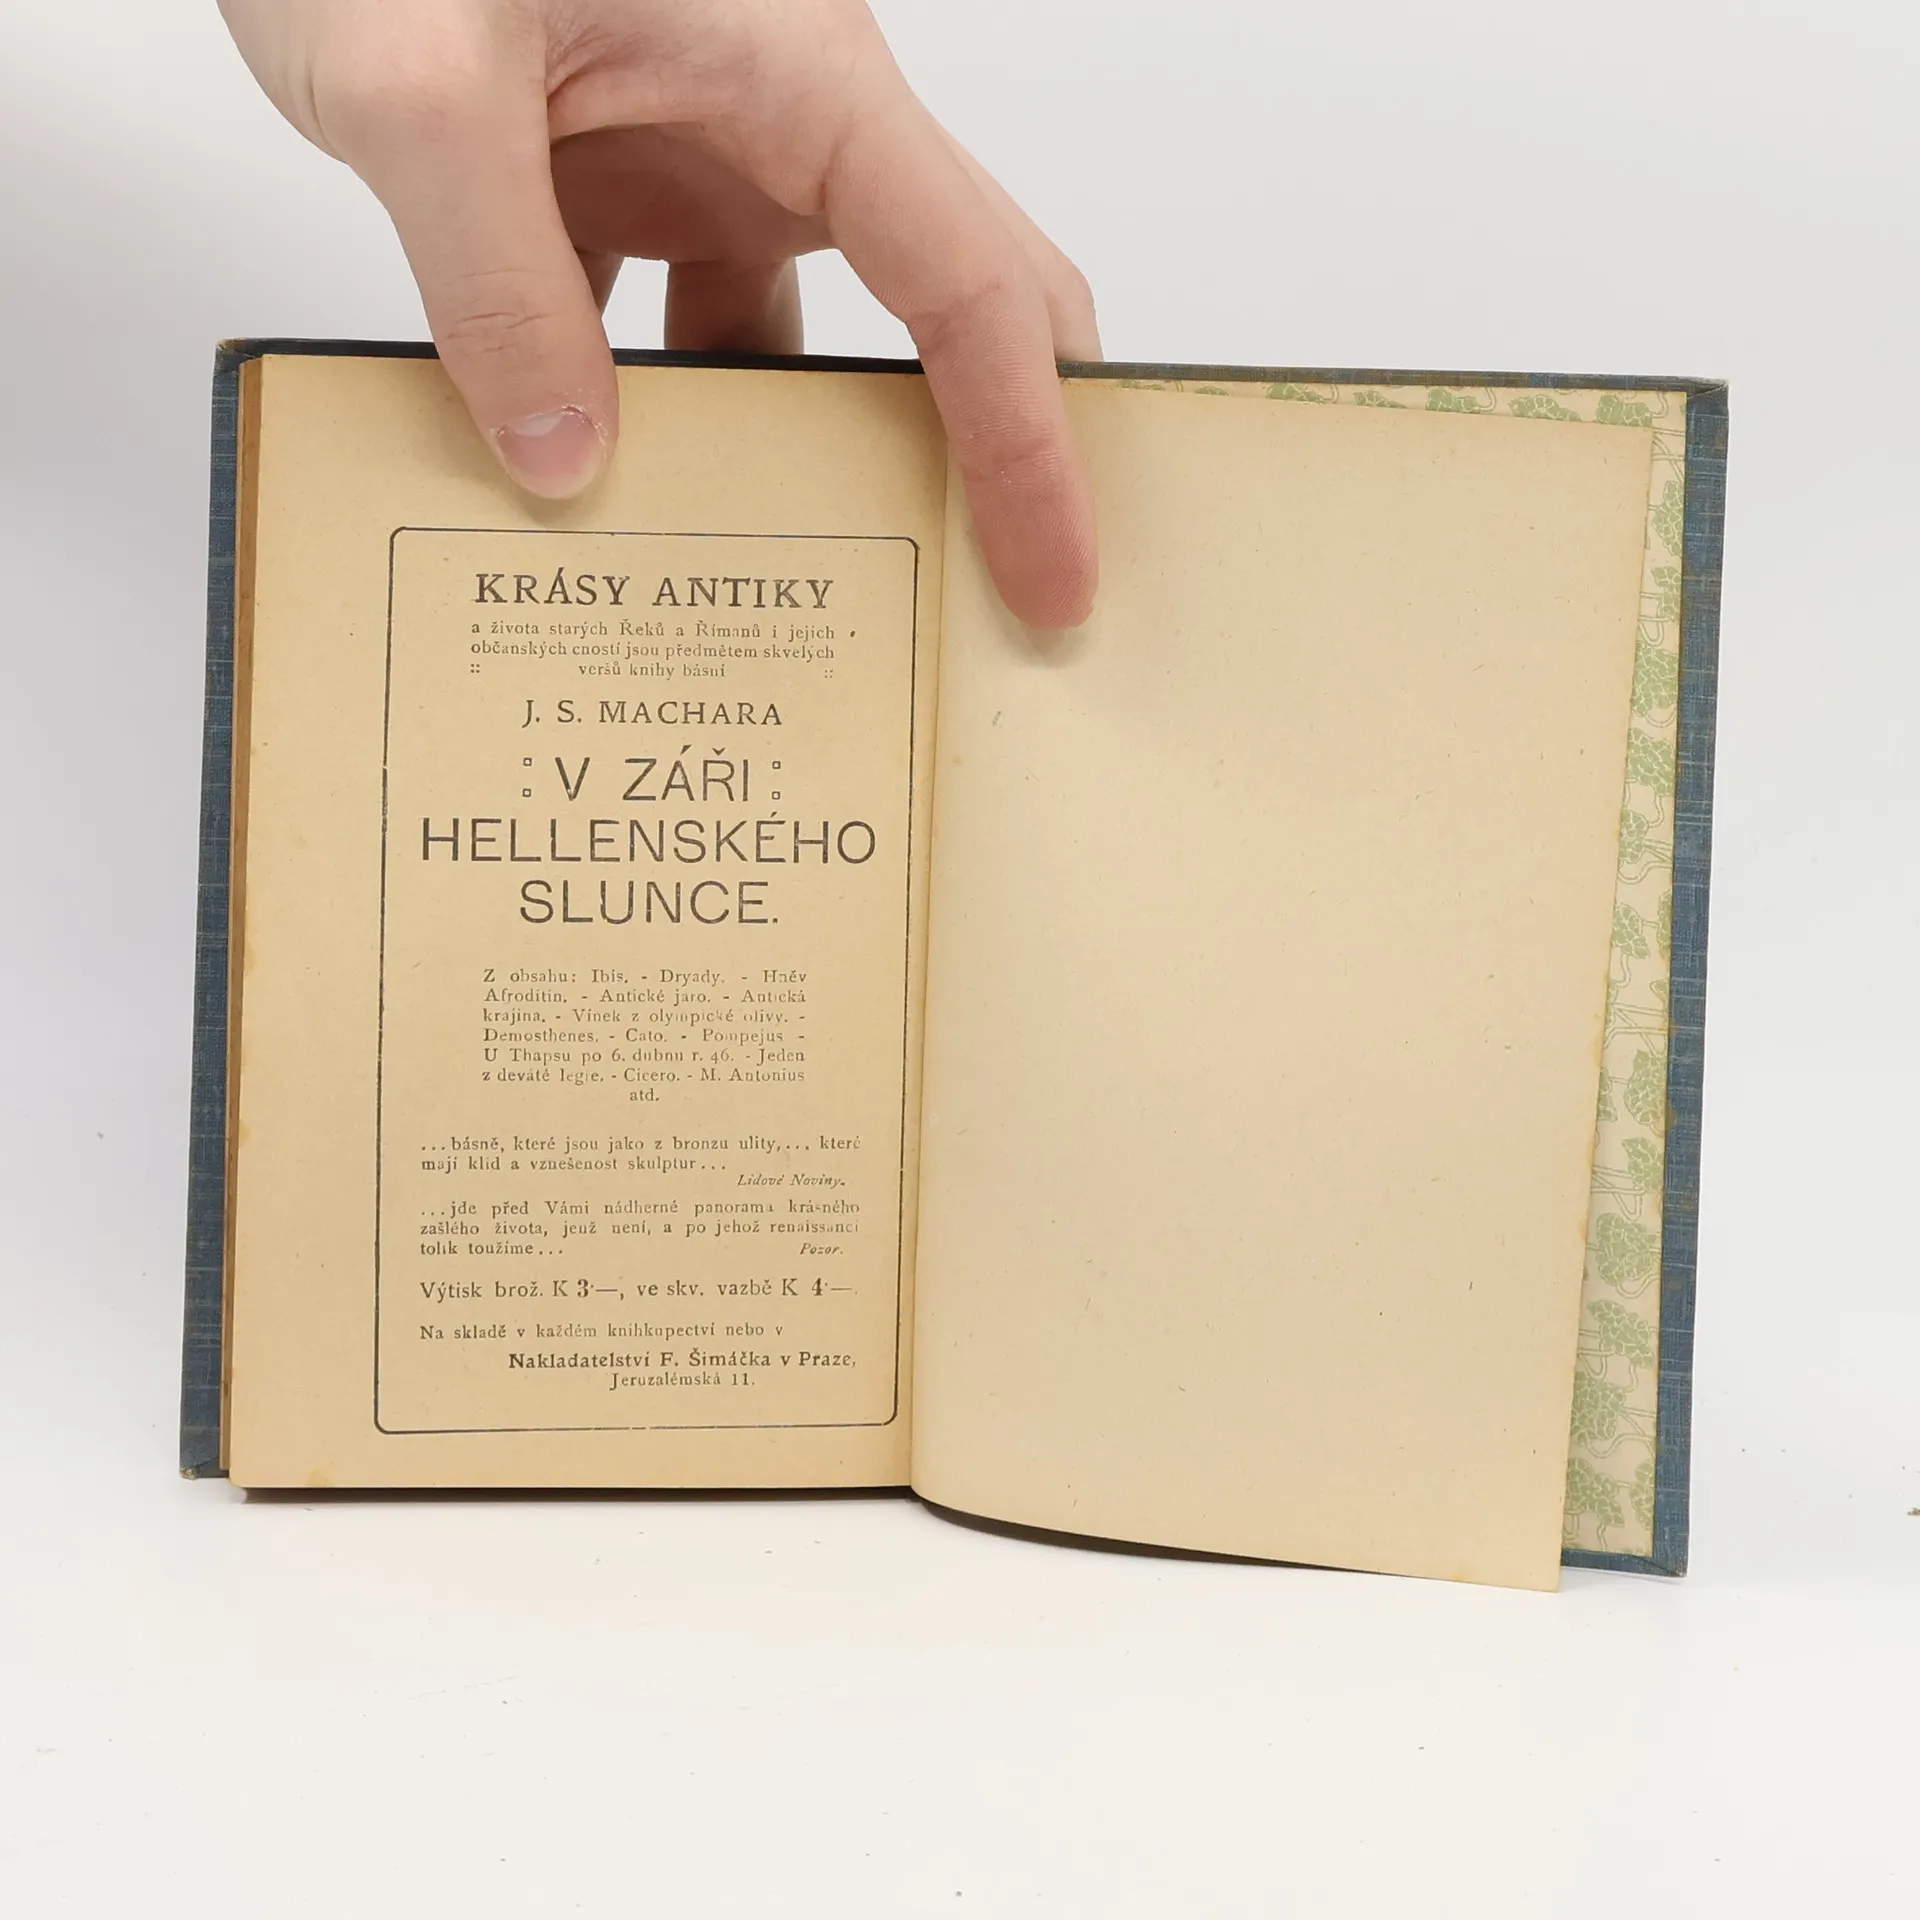 KRÁSY ANTIKY
a života starých Řeků a Římanů i jejich
občanských cností jsou předmětem skvelých
:: veršů knihy básní ::
J. S. MACHARA
: V ZÁŘI :
HELLENSKÉHO
SLUNCE.
Z obsahu: Ibis. - Dryady. - Hněv
Afroditin. - Antické jaro. - Antická
krajina. - Vínek z olympické olivy. -
Demosthenes. - Cato. - Pompejus -
U Thapsu po 6. dubnu r. 46. - Jeden
z deváté legie. - Cicero. - M. Antonius
atd.
...básně, které jsou jako z bronzu ulity,... které
mají klid a vznešenost skulptur...
Lidové Noviny.
...jde před Vámi nádherné panorama krásného
zašlého života, jenž není, a po jehož renaissanci
tolik toužíme... Pozor.
Výtisk brož. K 3·—, ve skv. vazbě K 4·—.
Na skladě v každém knihkupectví nebo v
Nakladatelství F. Šimáčka v Praze,
Jeruzalémská 11.